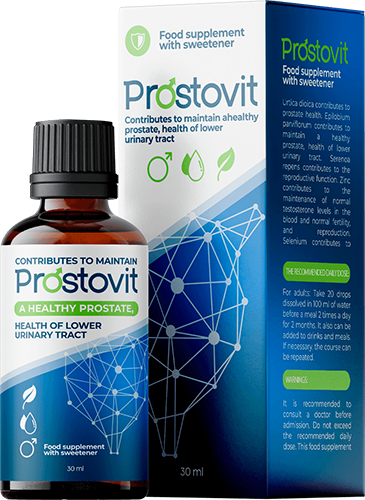 Food supplement
with sweetener
Prostovit
Contributes to maintain ahealthy
prostate, health of lower
urinary tract
30 ml
Prostovit
Food supplement
with sweetener
Urtica dioica contributes to
prostate health. Epilobium
parviflorum contributes to
maintain a healthy
prostate, health of lower
urinary tract. Serenoa
repens contributes to the
reproductive function. Zinc
contributes to the
maintenance of normal
testosterone levels in the
blood and normal fertility
and reproduction.
Selenium contributes to
THE RECOMMENDED DAILY DOSE:
For adults: Take 20 drops
dissolved in 100 ml of water
before a meal 2 times a day
for 2 months. It also can be
added to drinks and meals.
If necessary, the course can
be repeated.
WARNINGS:
It is recommended to
consult a doctor before
admission. Do not exceed
the recommended daily
dose. This food supplement
CONTRIBUTES TO MAINTAIN
Prostovit
A HEALTHY PROSTATE,
HEALTH OF LOWER
URINARY TRACT
Food supplement
with sweetener
30 ml